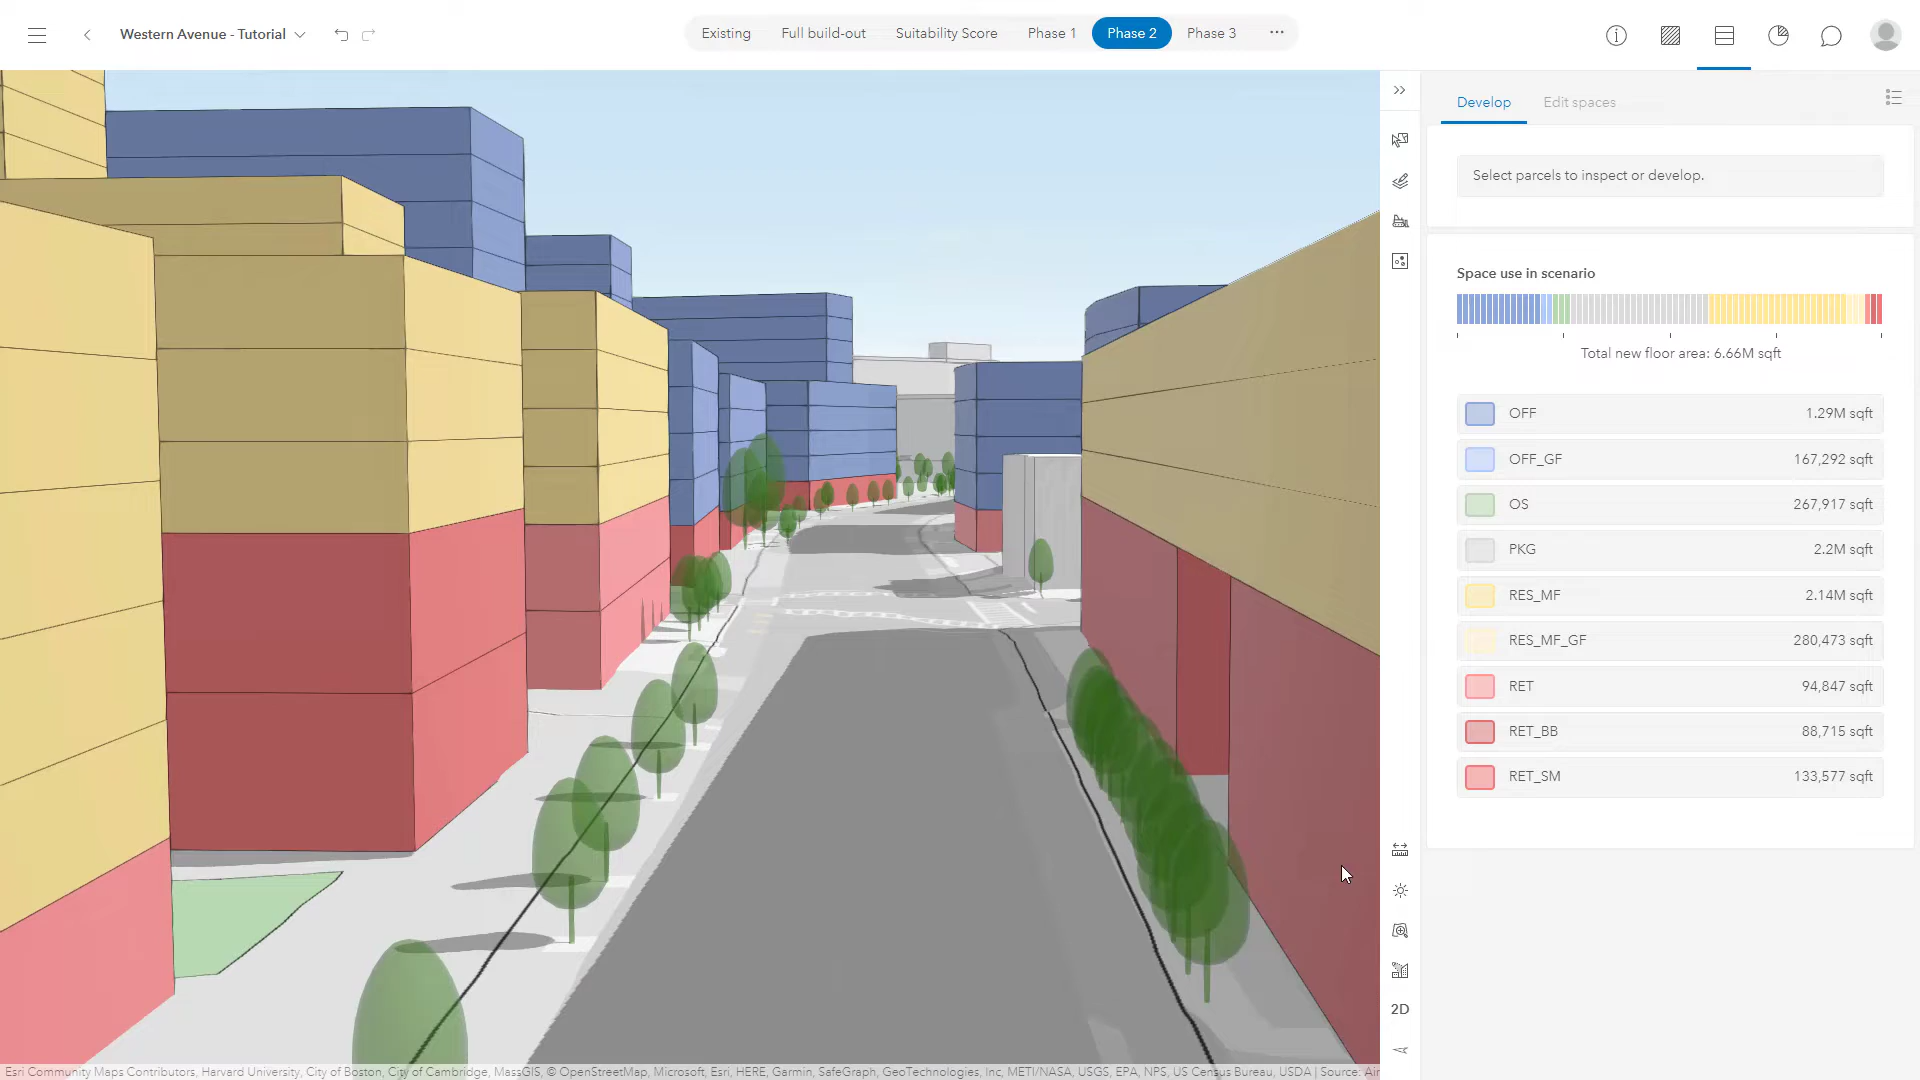 Western Avenue - Tutorial
Existing
Full build-out
Suitability Score
Phase 1
Phase 2
Phase 3
Develop
Edit spaces
Select parcels to inspect or develop.
Space use in scenario
Total new floor area: 6.66M sqft
OFF 1.29M sqft
OFF_GF 167,292 sqft
OS 267,917 sqft
PKG 2.2M sqft
RES_MF 2.14M sqft
RES_MF_GF 280,473 sqft
RET 94,847 sqft
RET_BB 88,715 sqft
RET_SM 133,577 sqft
2D
Esri Community Maps Contributors, Harvard University, City of Boston, City of Cambridge, MassGIS, © OpenStreetMap, Microsoft, Esri, HERE, Garmin, SafeGraph, GeoTechnologies, Inc, METI/NASA, USGS, EPA, NPS, US Census Bureau, USDA | Source: Air